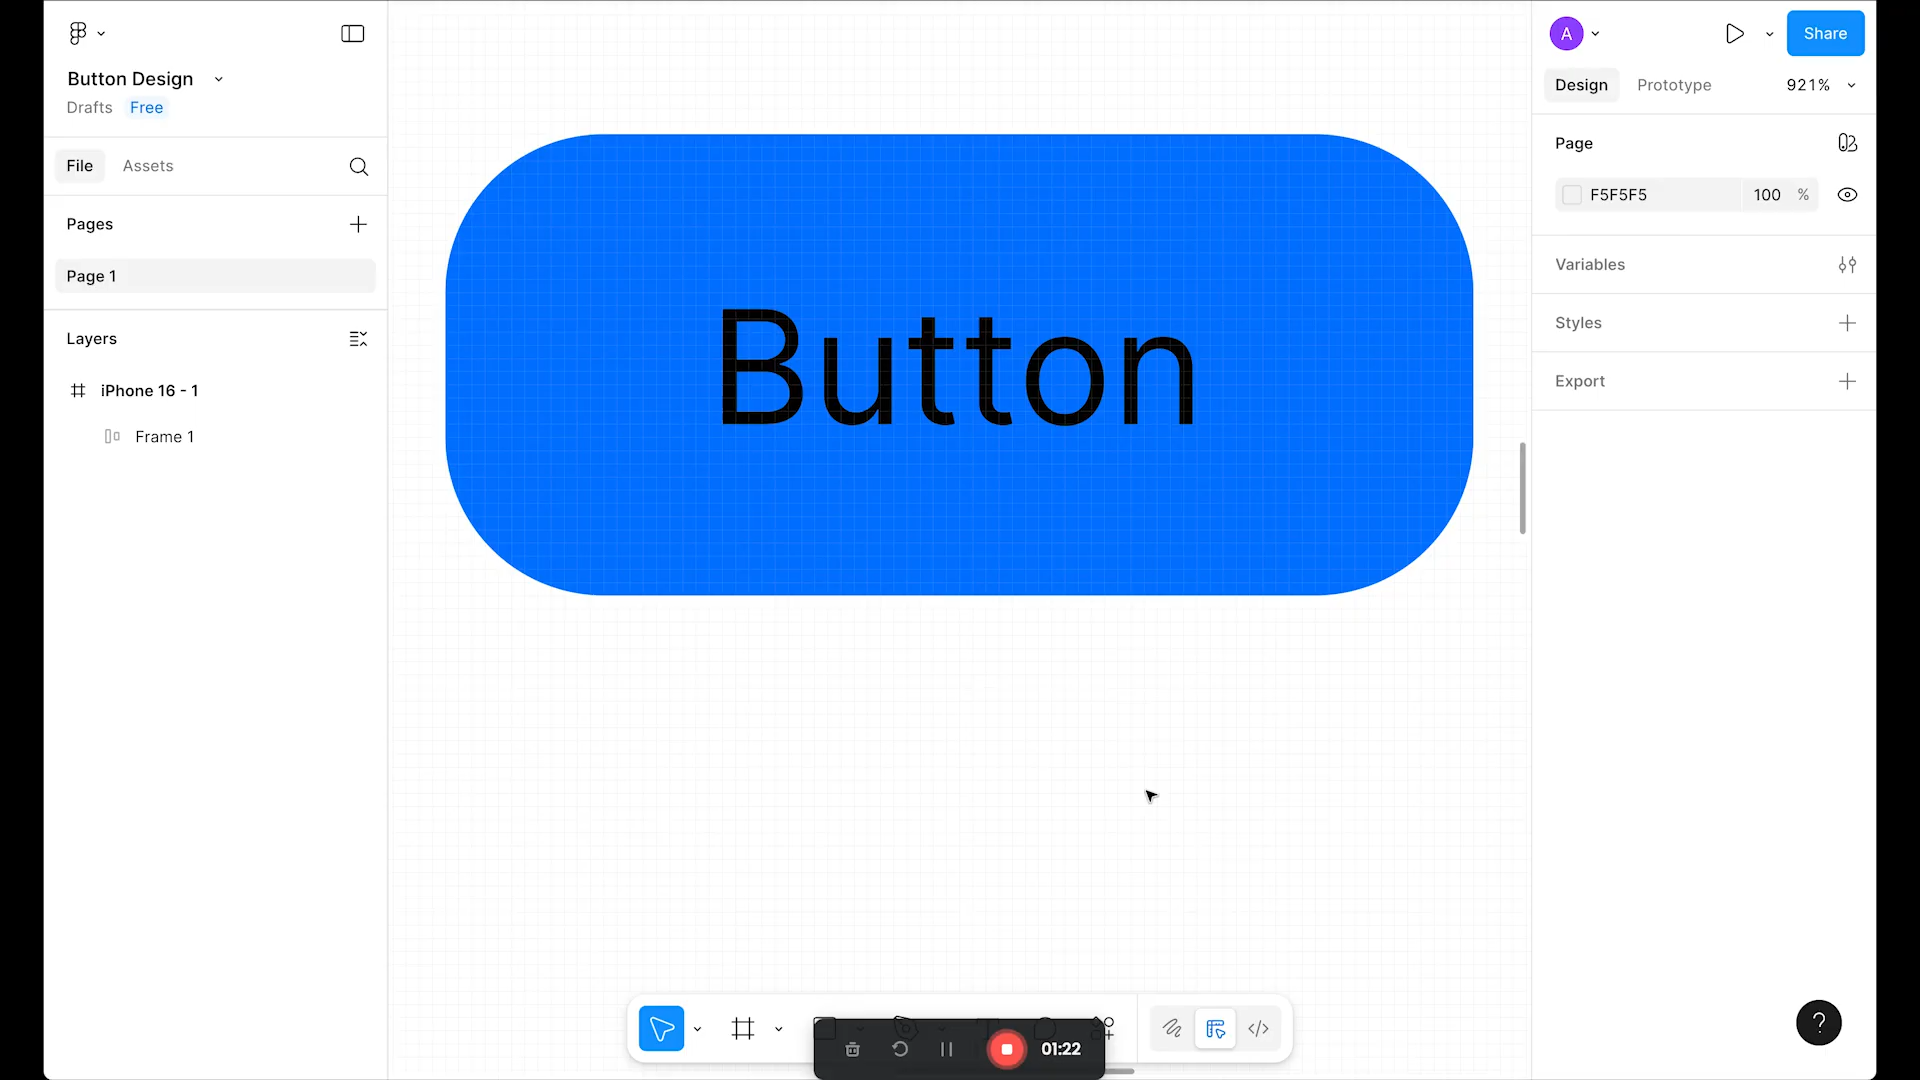 Button Design
Drafts Free
File Assets
Pages
Page 1
Layers
iPhone 16 - 1
Frame 1
Button
A
Share
Design Prototype 921%
Page
F5F5F5 100 %
Variables
Styles
Export
01:22
?